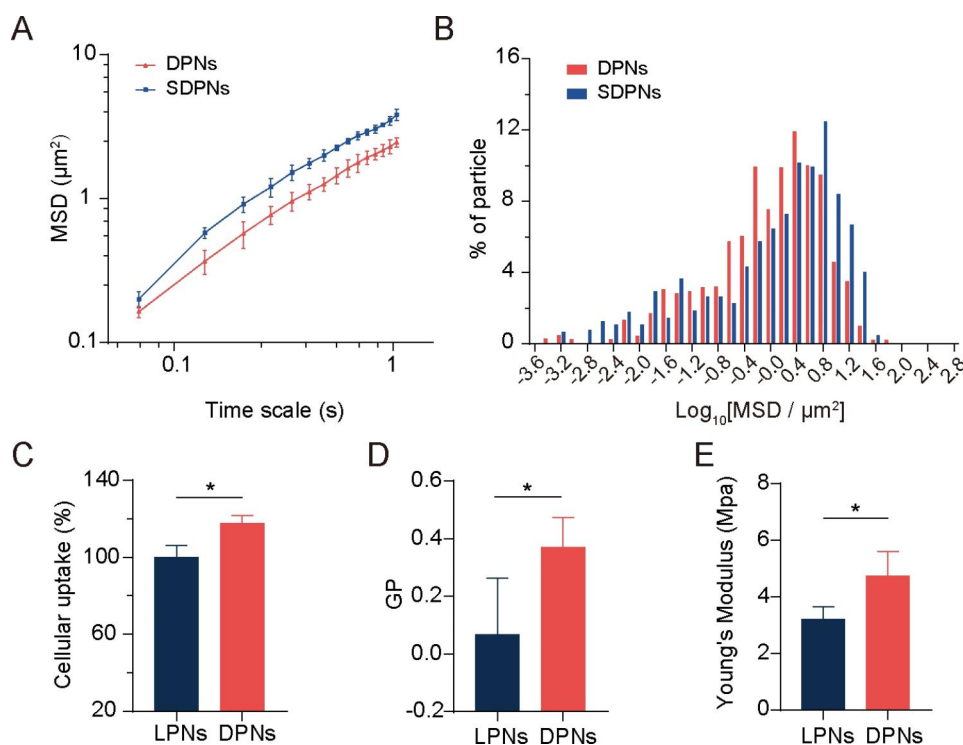 A
10
DPNs
SDPNs
MSD (µm²)
1
0.1
0.1
1
Time scale (s)
B
16
DPNs
SDPNs
12
% of particle
8
4
0
-3.6 -3.2 -2.8 -2.4 -2.0 -1.6 -1.2 -0.8 -0.4 -0.0 0.4 0.8 1.2 1.6 2.0 2.4 2.8
Log₁₀[MSD / µm²]
C
140
*
Cellular uptake (%)
100
60
20
LPNs DPNs
D
0.6
*
0.4
GP
0.2
0.0
-0.2
LPNs DPNs
E
8
*
Young's Modulus (Mpa)
6
4
2
0
LPNs DPNs